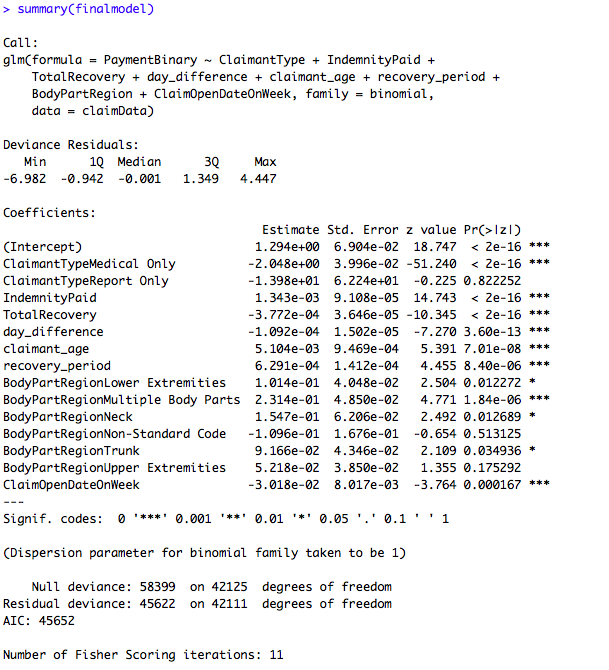 > summary(finalmodel)

Call:
glm(formula = PaymentBinary ~ ClaimantType + IndemnityPaid +
    TotalRecovery + day_difference + claimant_age + recovery_period +
    BodyPartRegion + ClaimOpenDateOnWeek, family = binomial,
    data = claimData)

Deviance Residuals:
   Min      1Q  Median      3Q     Max
-6.982  -0.942  -0.001   1.349   4.447

Coefficients:
                                    Estimate Std. Error z value Pr(>|z|)
(Intercept)                        1.294e+00  6.904e-02  18.747  < 2e-16 ***
ClaimantTypeMedical Only          -2.048e+00  3.996e-02 -51.240  < 2e-16 ***
ClaimantTypeReport Only           -1.398e+01  6.224e+01  -0.225 0.822252
IndemnityPaid                      1.343e-03  9.108e-05  14.743  < 2e-16 ***
TotalRecovery                     -3.772e-04  3.646e-05 -10.345  < 2e-16 ***
day_difference                    -1.092e-04  1.502e-05  -7.270 3.60e-13 ***
claimant_age                       5.104e-03  9.469e-04   5.391 7.01e-08 ***
recovery_period                    6.291e-04  1.412e-04   4.455 8.40e-06 ***
BodyPartRegionLower Extremities    1.014e-01  4.048e-02   2.504 0.012272 *
BodyPartRegionMultiple Body Parts  2.314e-01  4.850e-02   4.771 1.84e-06 ***
BodyPartRegionNeck                 1.547e-01  6.206e-02   2.492 0.012689 *
BodyPartRegionNon-Standard Code   -1.096e-01  1.676e-01  -0.654 0.513125
BodyPartRegionTrunk                9.166e-02  4.346e-02   2.109 0.034936 *
BodyPartRegionUpper Extremities    5.218e-02  3.850e-02   1.355 0.175292
ClaimOpenDateOnWeek               -3.018e-02  8.017e-03  -3.764 0.000167 ***
---
Signif. codes:  0 '***' 0.001 '**' 0.01 '*' 0.05 '.' 0.1 ' ' 1

(Dispersion parameter for binomial family taken to be 1)

    Null deviance: 58399  on 42125  degrees of freedom
Residual deviance: 45622  on 42111  degrees of freedom
AIC: 45652

Number of Fisher Scoring iterations: 11